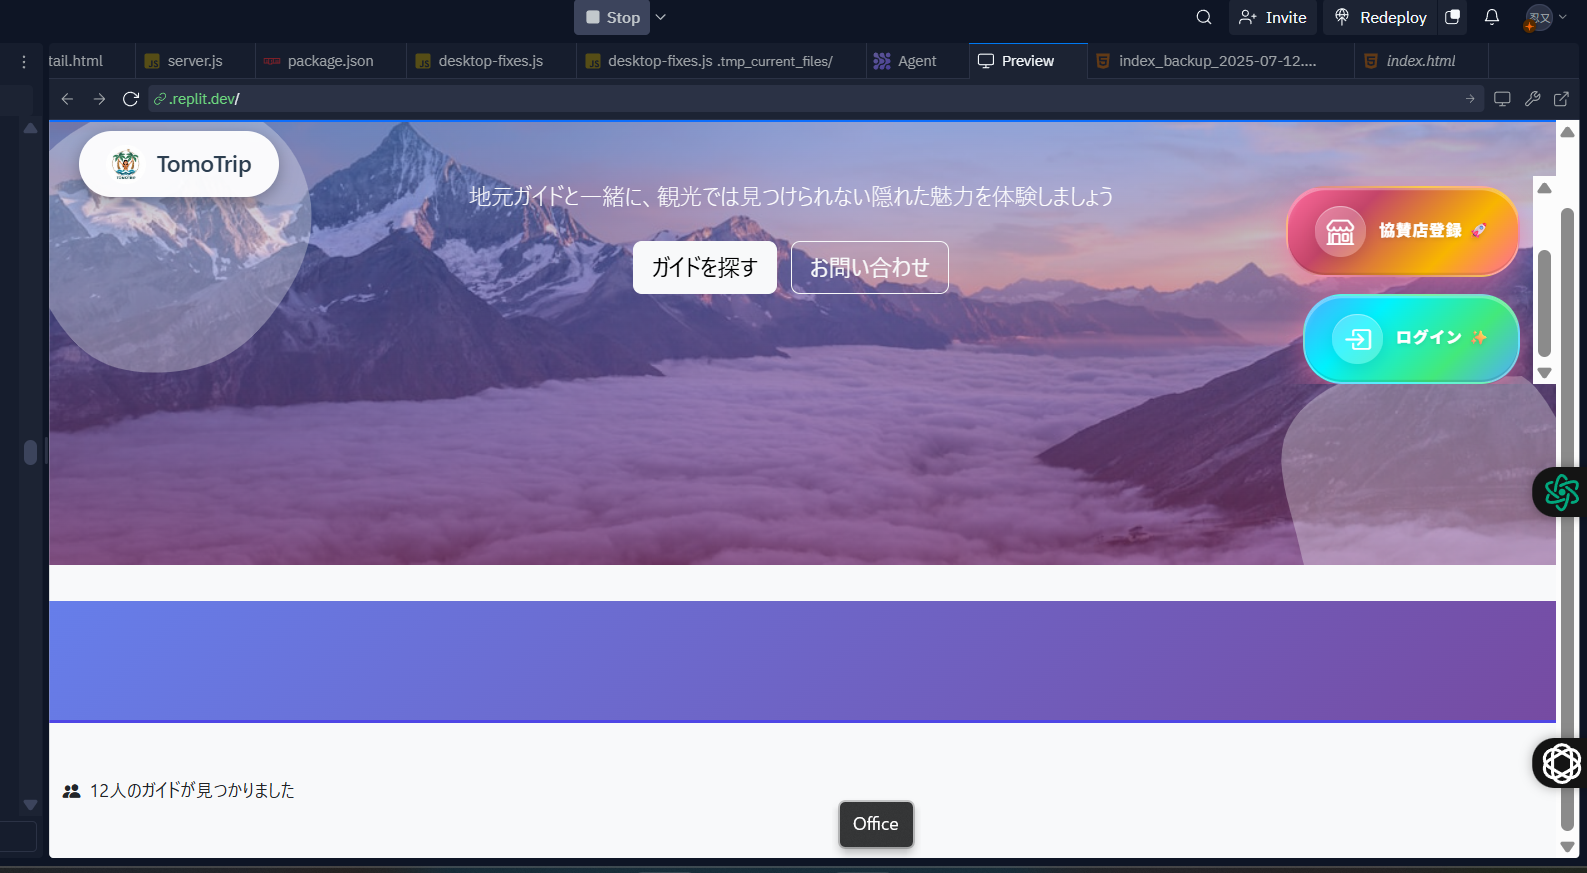 Stop
Invite
Redeploy
忍又
tail.html
server.js
package.json
desktop-fixes.js
desktop-fixes.js .tmp_current_files/
Agent
Preview
index_backup_2025-07-12....
index.html
.replit.dev/
TomoTrip
地元ガイドと一緒に、観光では見つけられない隠れた魅力を体験しましょう
協賛店登録 🚀
ガイドを探す
お問い合わせ
ログイン ✨
12人のガイドが見つかりました
Office